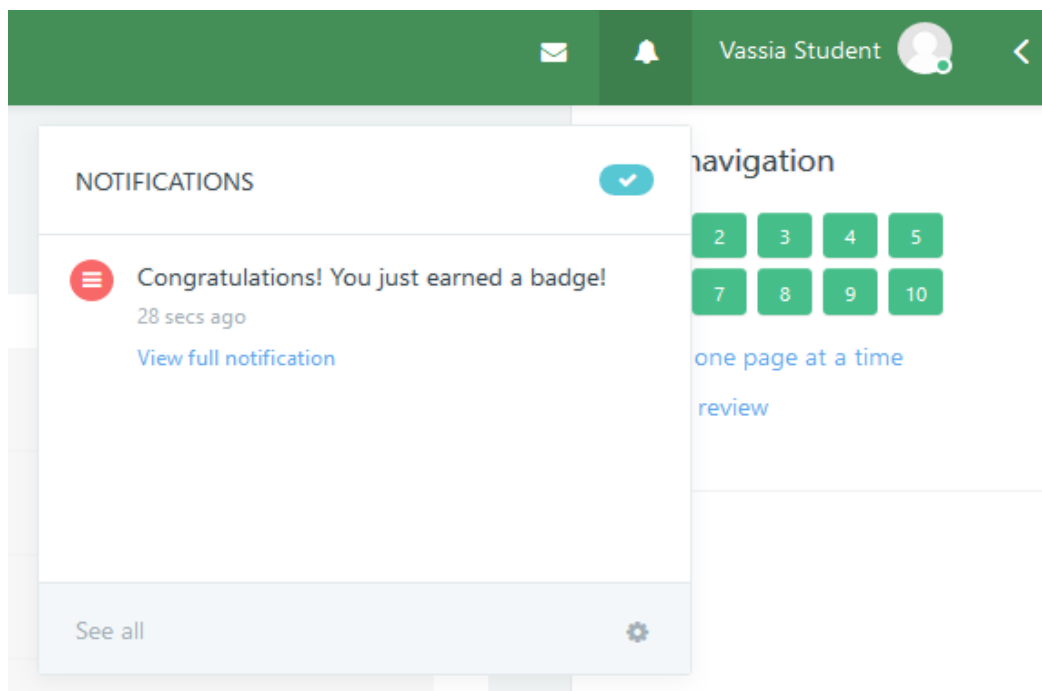 Vassia Student
NOTIFICATIONS
Congratulations! You just earned a badge!
28 secs ago
View full notification
See all
navigation
2 3 4 5
7 8 9 10
one page at a time
review